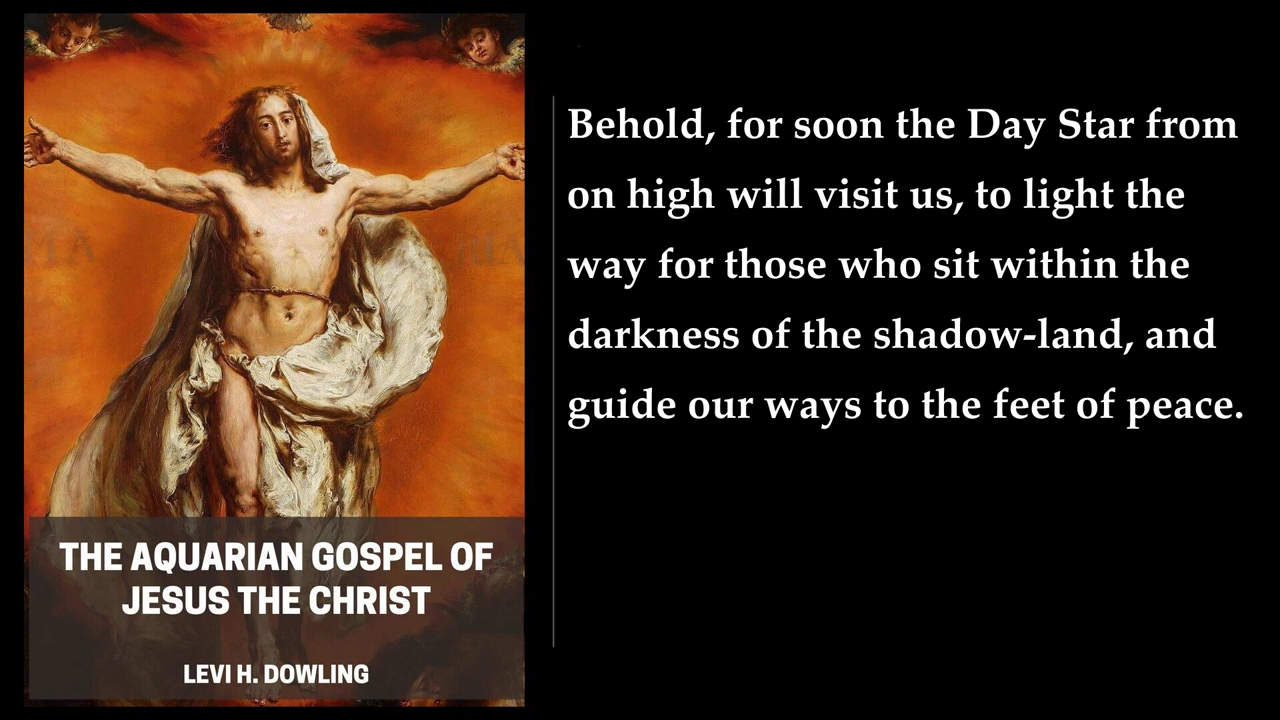 THE AQUARIAN GOSPEL OF
JESUS THE CHRIST
LEVI H. DOWLING
Behold, for soon the Day Star from
on high will visit us, to light the
way for those who sit within the
darkness of the shadow-land, and
guide our ways to the feet of peace.